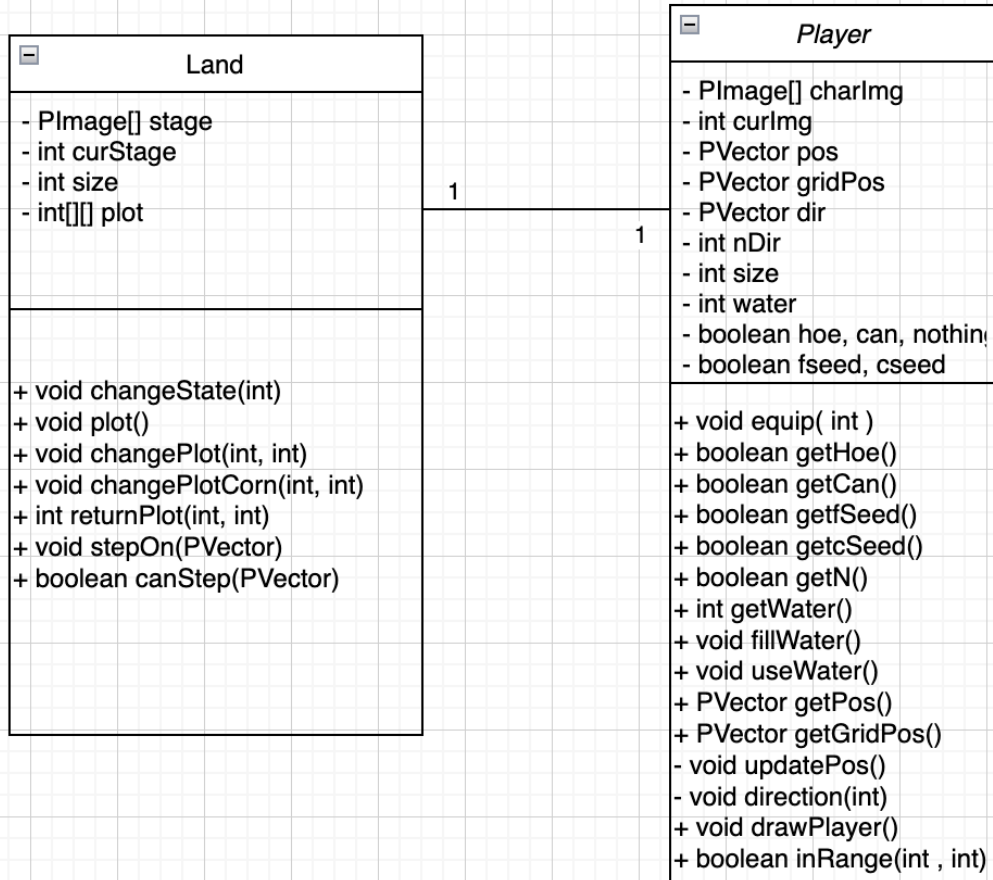 Land
- PImage[] stage
- int curStage
- int size
- int[][] plot
+ void changeState(int)
+ void plot()
+ void changePlot(int, int)
+ void changePlotCorn(int, int)
+ int returnPlot(int, int)
+ void stepOn(PVector)
+ boolean canStep(PVector)
1
1
Player
- PImage[] charImg
- int curImg
- PVector pos
- PVector gridPos
- PVector dir
- int nDir
- int size
- int water
- boolean hoe, can,
- boolean fseed, cseed
+ void equip( int )
+ boolean getHoe()
+ boolean getCan()
+ boolean getfSeed()
+ boolean getcSeed()
+ boolean getN()
+ int getWater()
+ void fillWater()
+ void useWater()
+ PVector getPos()
+ PVector getGridPos()
- void updatePos()
- void direction(int)
+ void drawPlayer()
+ boolean inRange(int , int)